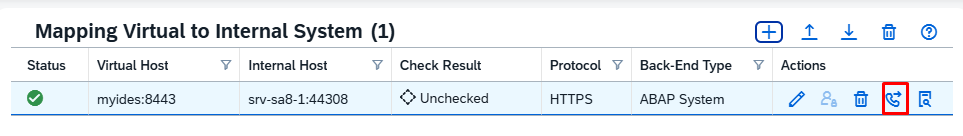 Mapping Virtual to Internal System (1)
Status Virtual Host Internal Host Check Result Protocol Back-End Type Actions
myides:8443 srv-sa8-1:44308 Unchecked HTTPS ABAP System